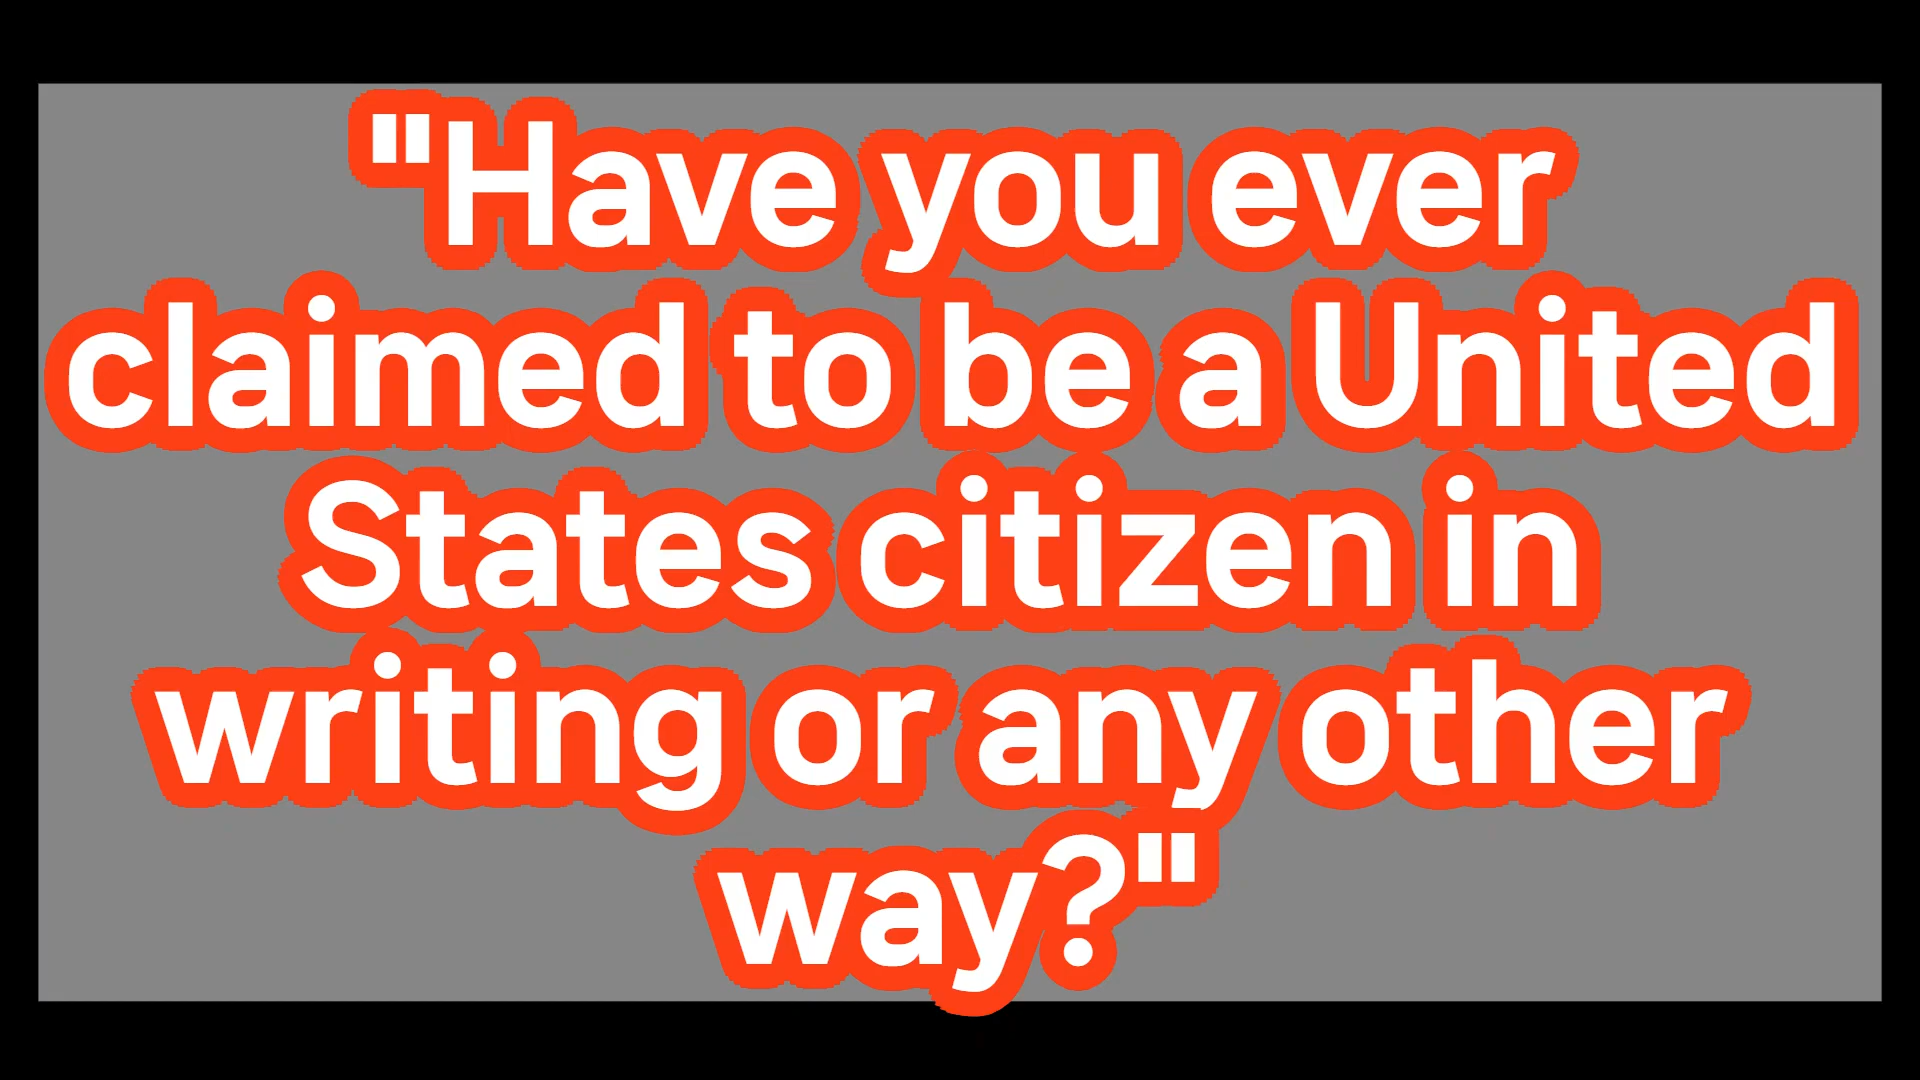 "Have you ever
claimed to be a United
States citizen in
writing or any other
way?"